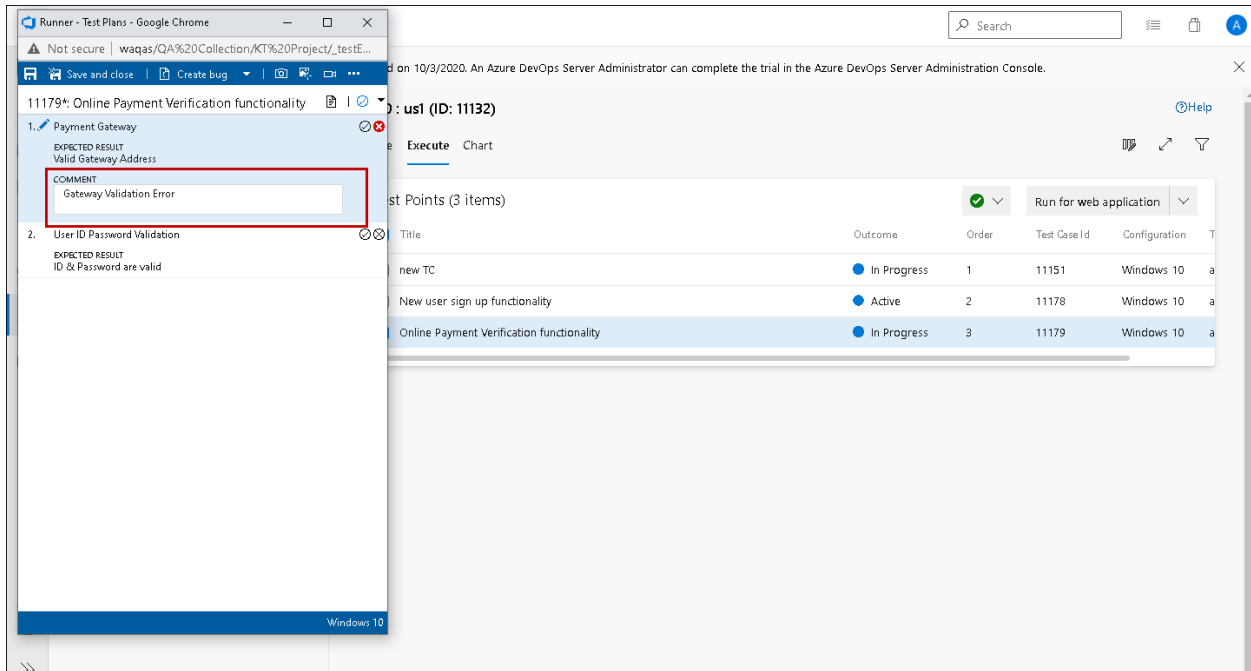 Runner - Test Plans - Google Chrome
Not secure | waqas/QA%20Collection/KT%20Project/_testE...
Save and close | Create bug
11179*: Online Payment Verification functionality
1. Payment Gateway
EXPECTED RESULT
Valid Gateway Address
COMMENT
Gateway Validation Error
2. User ID Password Validation
EXPECTED RESULT
ID & Password are valid
Windows 10
Search
A
on 10/3/2020. An Azure DevOps Server Administrator can complete the trial in the Azure DevOps Server Administration Console.
: us1 (ID: 11132)
Help
Execute Chart
st Points (3 items)
Run for web application
Title Outcome Order Test Case Id Configuration T
new TC In Progress 1 11151 Windows 10 a
New user sign up functionality Active 2 11178 Windows 10 a
Online Payment Verification functionality In Progress 3 11179 Windows 10 a